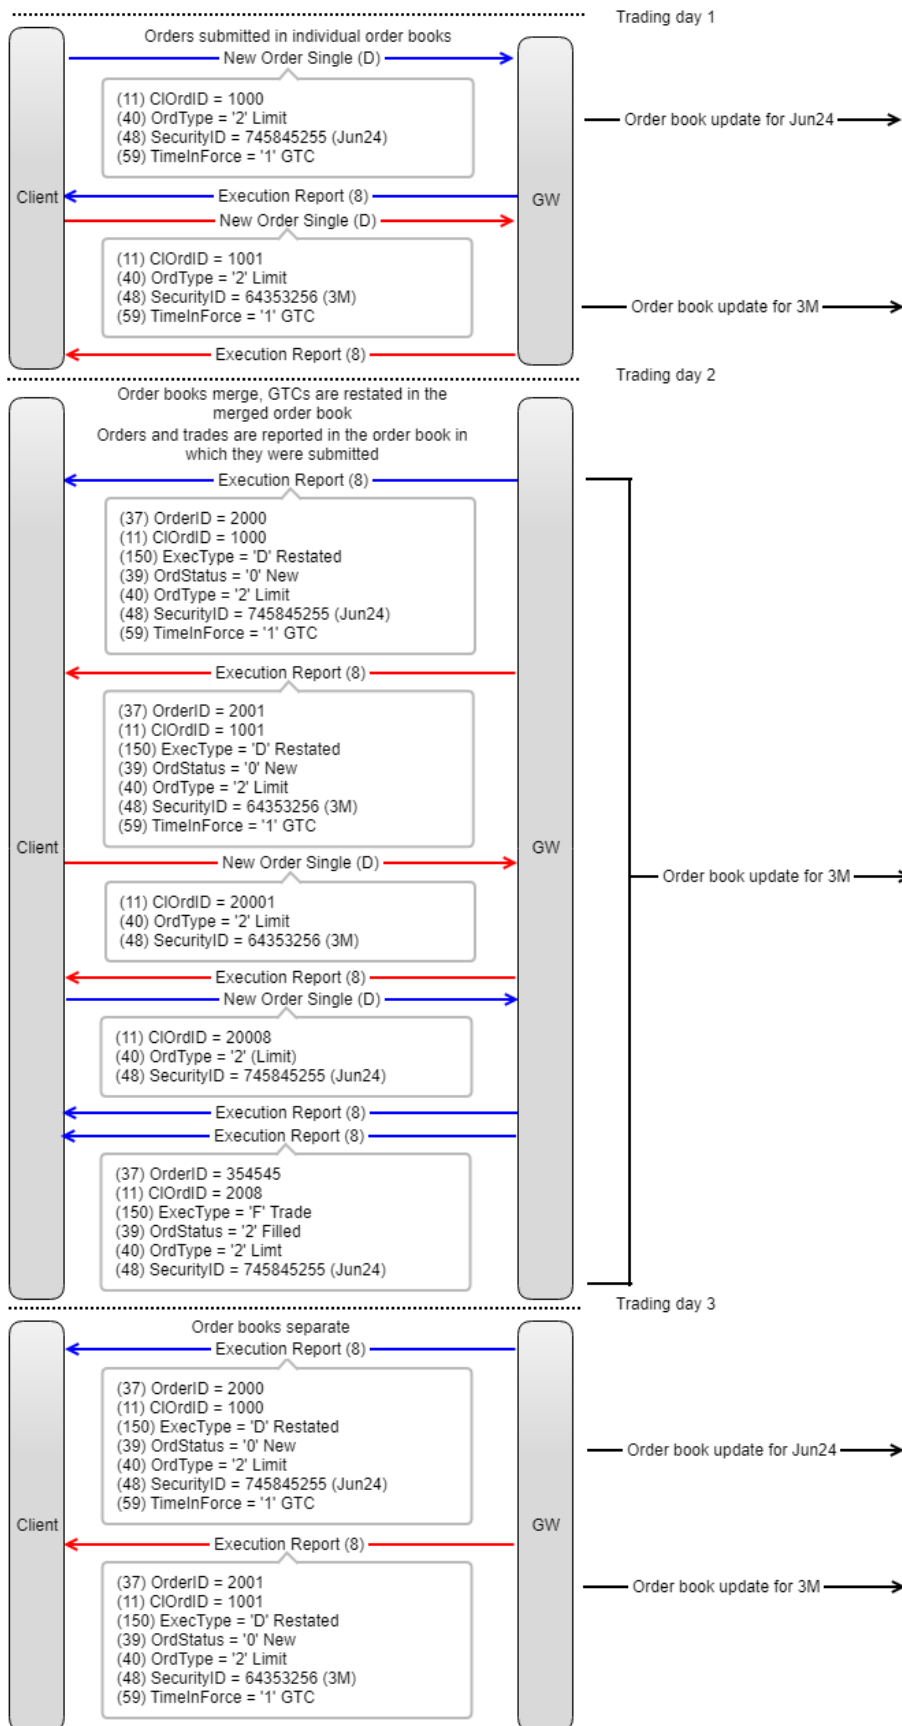 Trading day 1
Orders submitted in individual order books
New Order Single (D)
(11) ClOrdID = 1000
(40) OrdType = '2' Limit
(48) SecurityID = 745845255 (Jun24)
(59) TimeInForce = '1' GTC
Order book update for Jun24
Client
Execution Report (8)
GW
New Order Single (D)
(11) ClOrdID = 1001
(40) OrdType = '2' Limit
(48) SecurityID = 64353256 (3M)
(59) TimeInForce = '1' GTC
Order book update for 3M
Execution Report (8)
Trading day 2
Order books merge, GTCs are restated in the
merged order book
Orders and trades are reported in the order book in
which they were submitted
Execution Report (8)
(37) OrderID = 2000
(11) ClOrdID = 1000
(150) ExecType = 'D' Restated
(39) OrdStatus = '0' New
(40) OrdType = '2' Limit
(48) SecurityID = 745845255 (Jun24)
(59) TimeInForce = '1' GTC
Execution Report (8)
(37) OrderID = 2001
(11) ClOrdID = 1001
(150) ExecType = 'D' Restated
(39) OrdStatus = '0' New
(40) OrdType = '2' Limit
(48) SecurityID = 64353256 (3M)
(59) TimeInForce = '1' GTC
Client
GW
New Order Single (D)
Order book update for 3M
(11) ClOrdID = 20001
(40) OrdType = '2' Limit
(48) SecurityID = 64353256 (3M)
Execution Report (8)
New Order Single (D)
(11) ClOrdID = 20008
(40) OrdType = '2' (Limit)
(48) SecurityID = 745845255 (Jun24)
Execution Report (8)
Execution Report (8)
(37) OrderID = 354545
(11) ClOrdID = 2008
(150) ExecType = 'F' Trade
(39) OrdStatus = '2' Filled
(40) OrdType = '2' Limt
(48) SecurityID = 745845255 (Jun24)
Trading day 3
Order books separate
Execution Report (8)
(37) OrderID = 2000
(11) ClOrdID = 1000
(150) ExecType = 'D' Restated
(39) OrdStatus = '0' New
(40) OrdType = '2' Limit
(48) SecurityID = 745845255 (Jun24)
(59) TimeInForce = '1' GTC
Order book update for Jun24
Client
GW
Execution Report (8)
(37) OrderID = 2001
(11) ClOrdID = 1001
(150) ExecType = 'D' Restated
(39) OrdStatus = '0' New
(40) OrdType = '2' Limit
(48) SecurityID = 64353256 (3M)
(59) TimeInForce = '1' GTC
Order book update for 3M